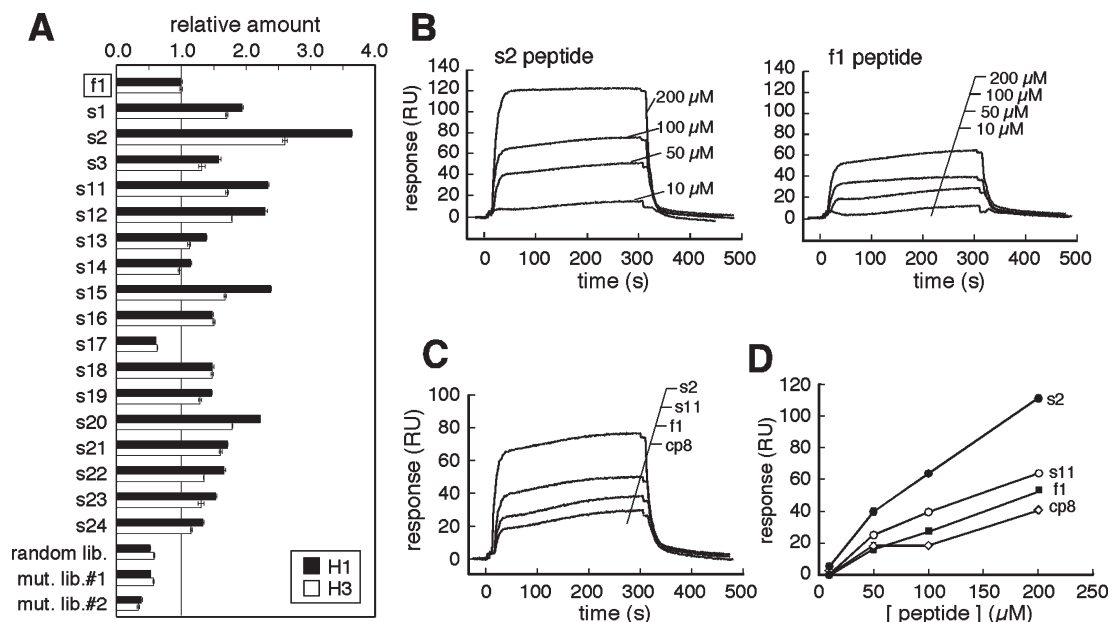 A
relative amount
0.0 1.0 2.0 3.0 4.0
f1
s1
s2
s3
s11
s12
s13
s14
s15
s16
s17
s18
s19
s20
s21
s22
s23
s24
random lib.
mut. lib.#1
mut. lib.#2
H1
H3
B
s2 peptide
response (RU)
140
120
100
80
60
40
20
0
200 µM
100 µM
50 µM
10 µM
0 100 200 300 400 500
time (s)
f1 peptide
response (RU)
140
120
100
80
60
40
20
0
200 µM
100 µM
50 µM
10 µM
0 100 200 300 400 500
time (s)
C
response (RU)
100
80
60
40
20
0
s2
s11
f1
cp8
0 100 200 300 400 500
time (s)
D
response (RU)
120
100
80
60
40
20
0
s2
s11
f1
cp8
0 50 100 150 200 250
[ peptide ] (µM)